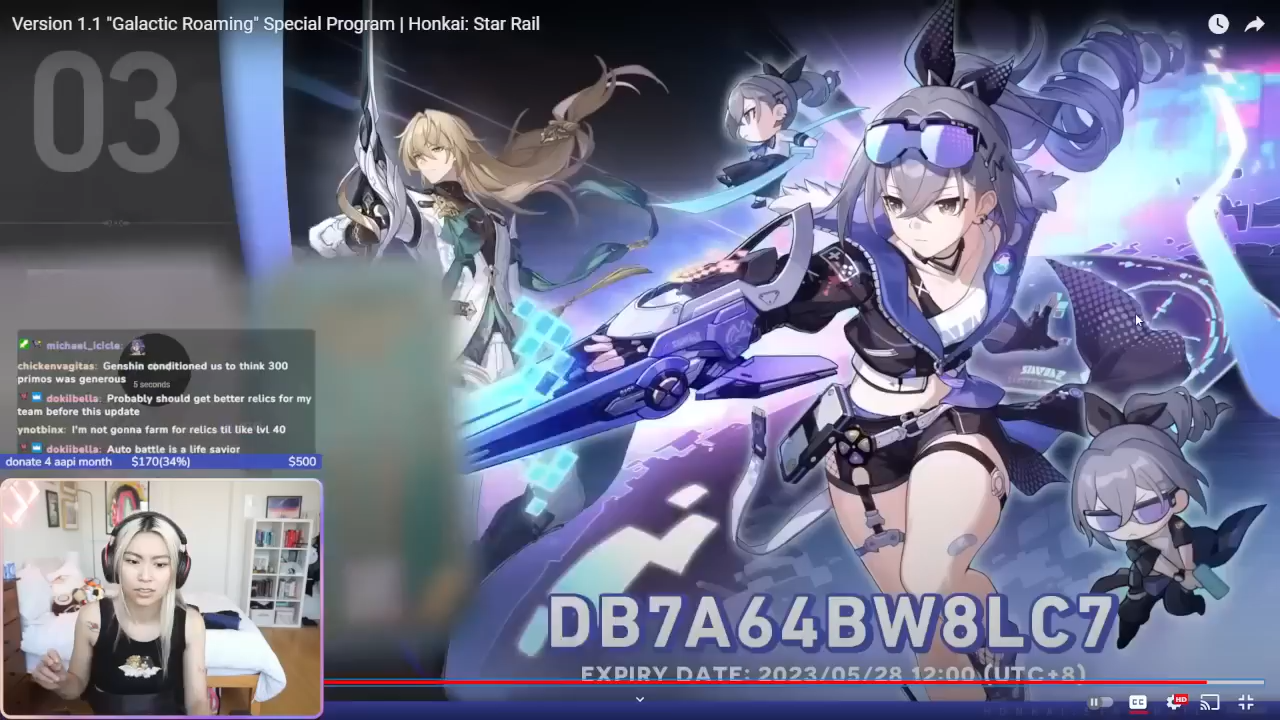 Version 1.1 "Galactic Roaming" Special Program | Honkai: Star Rail
03
michael_icicle:
chickenvagitas: Genshin conditioned us to think 300
primos was generous
5 seconds
dokiibella: Probably should get better relics for my
team before this update
ynotbinx: I'm not gonna farm for relics til like lvl 40
dokiibella: Auto battle is a life savior
donate 4 aapi month $170(34%) $500
DB7A64BW8LC7
EXPIRY DATE: 2023/05/28 12:00 (UTC+8)
CC
HD